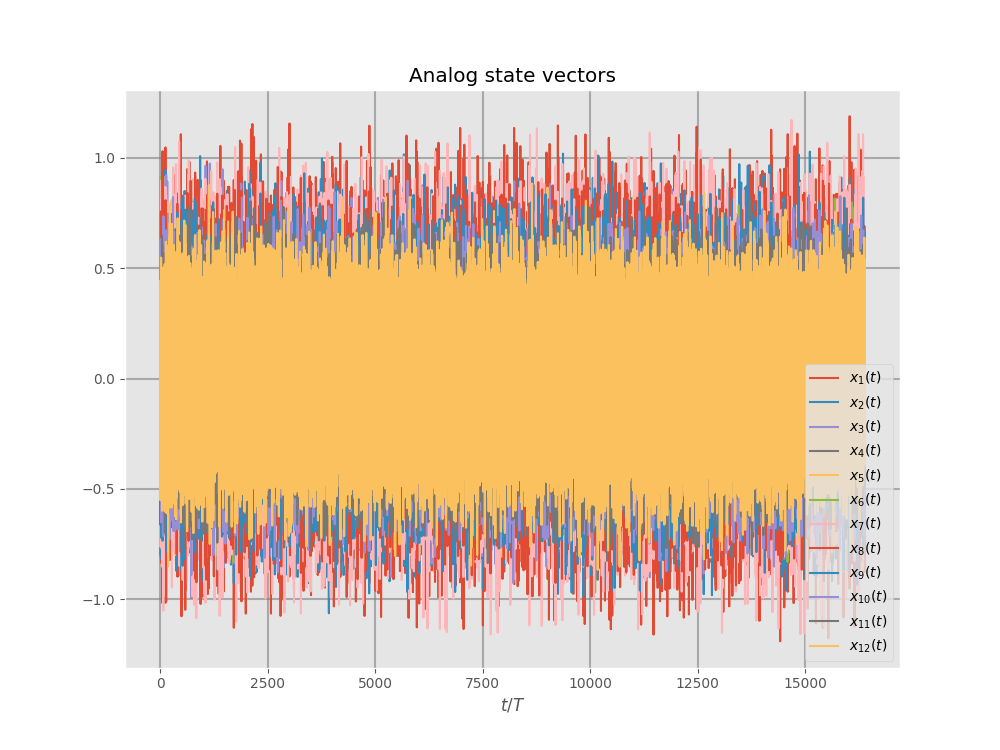 Analog state vectors
1.0
0.5
0.0
−0.5
−1.0
0 2500 5000 7500 10000 12500 15000
t/T
x₁(t)
x₂(t)
x₃(t)
x₄(t)
x₅(t)
x₆(t)
x₇(t)
x₈(t)
x₉(t)
x₁₀(t)
x₁₁(t)
x₁₂(t)